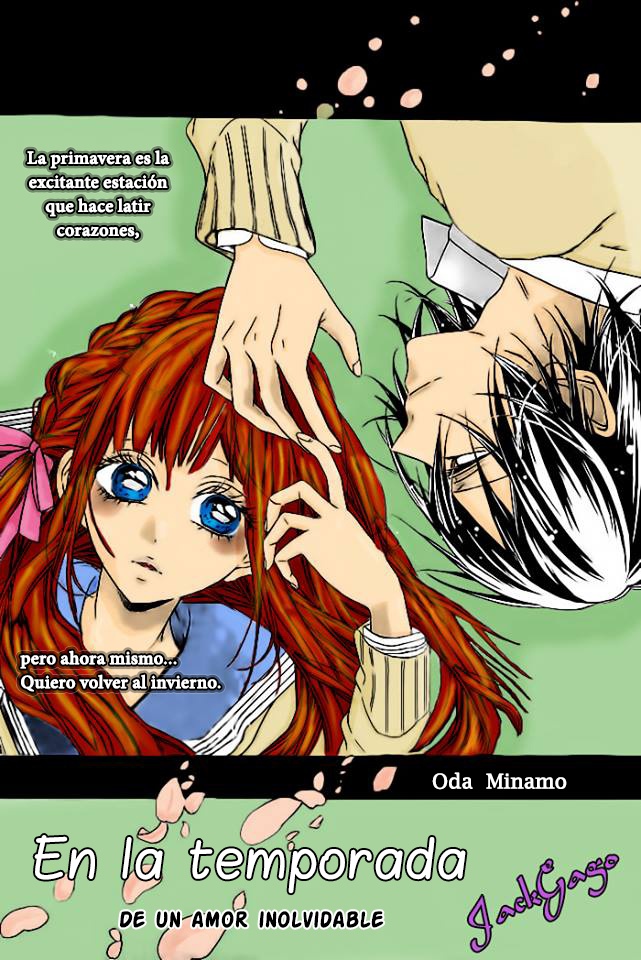 La primavera es la
excitante estación
que hace latir
corazones,
pero ahora mismo...
Quiero volver al invierno.
Oda Minamo
En la temporada
DE UN AMOR INOLVIDABLE
JackGago